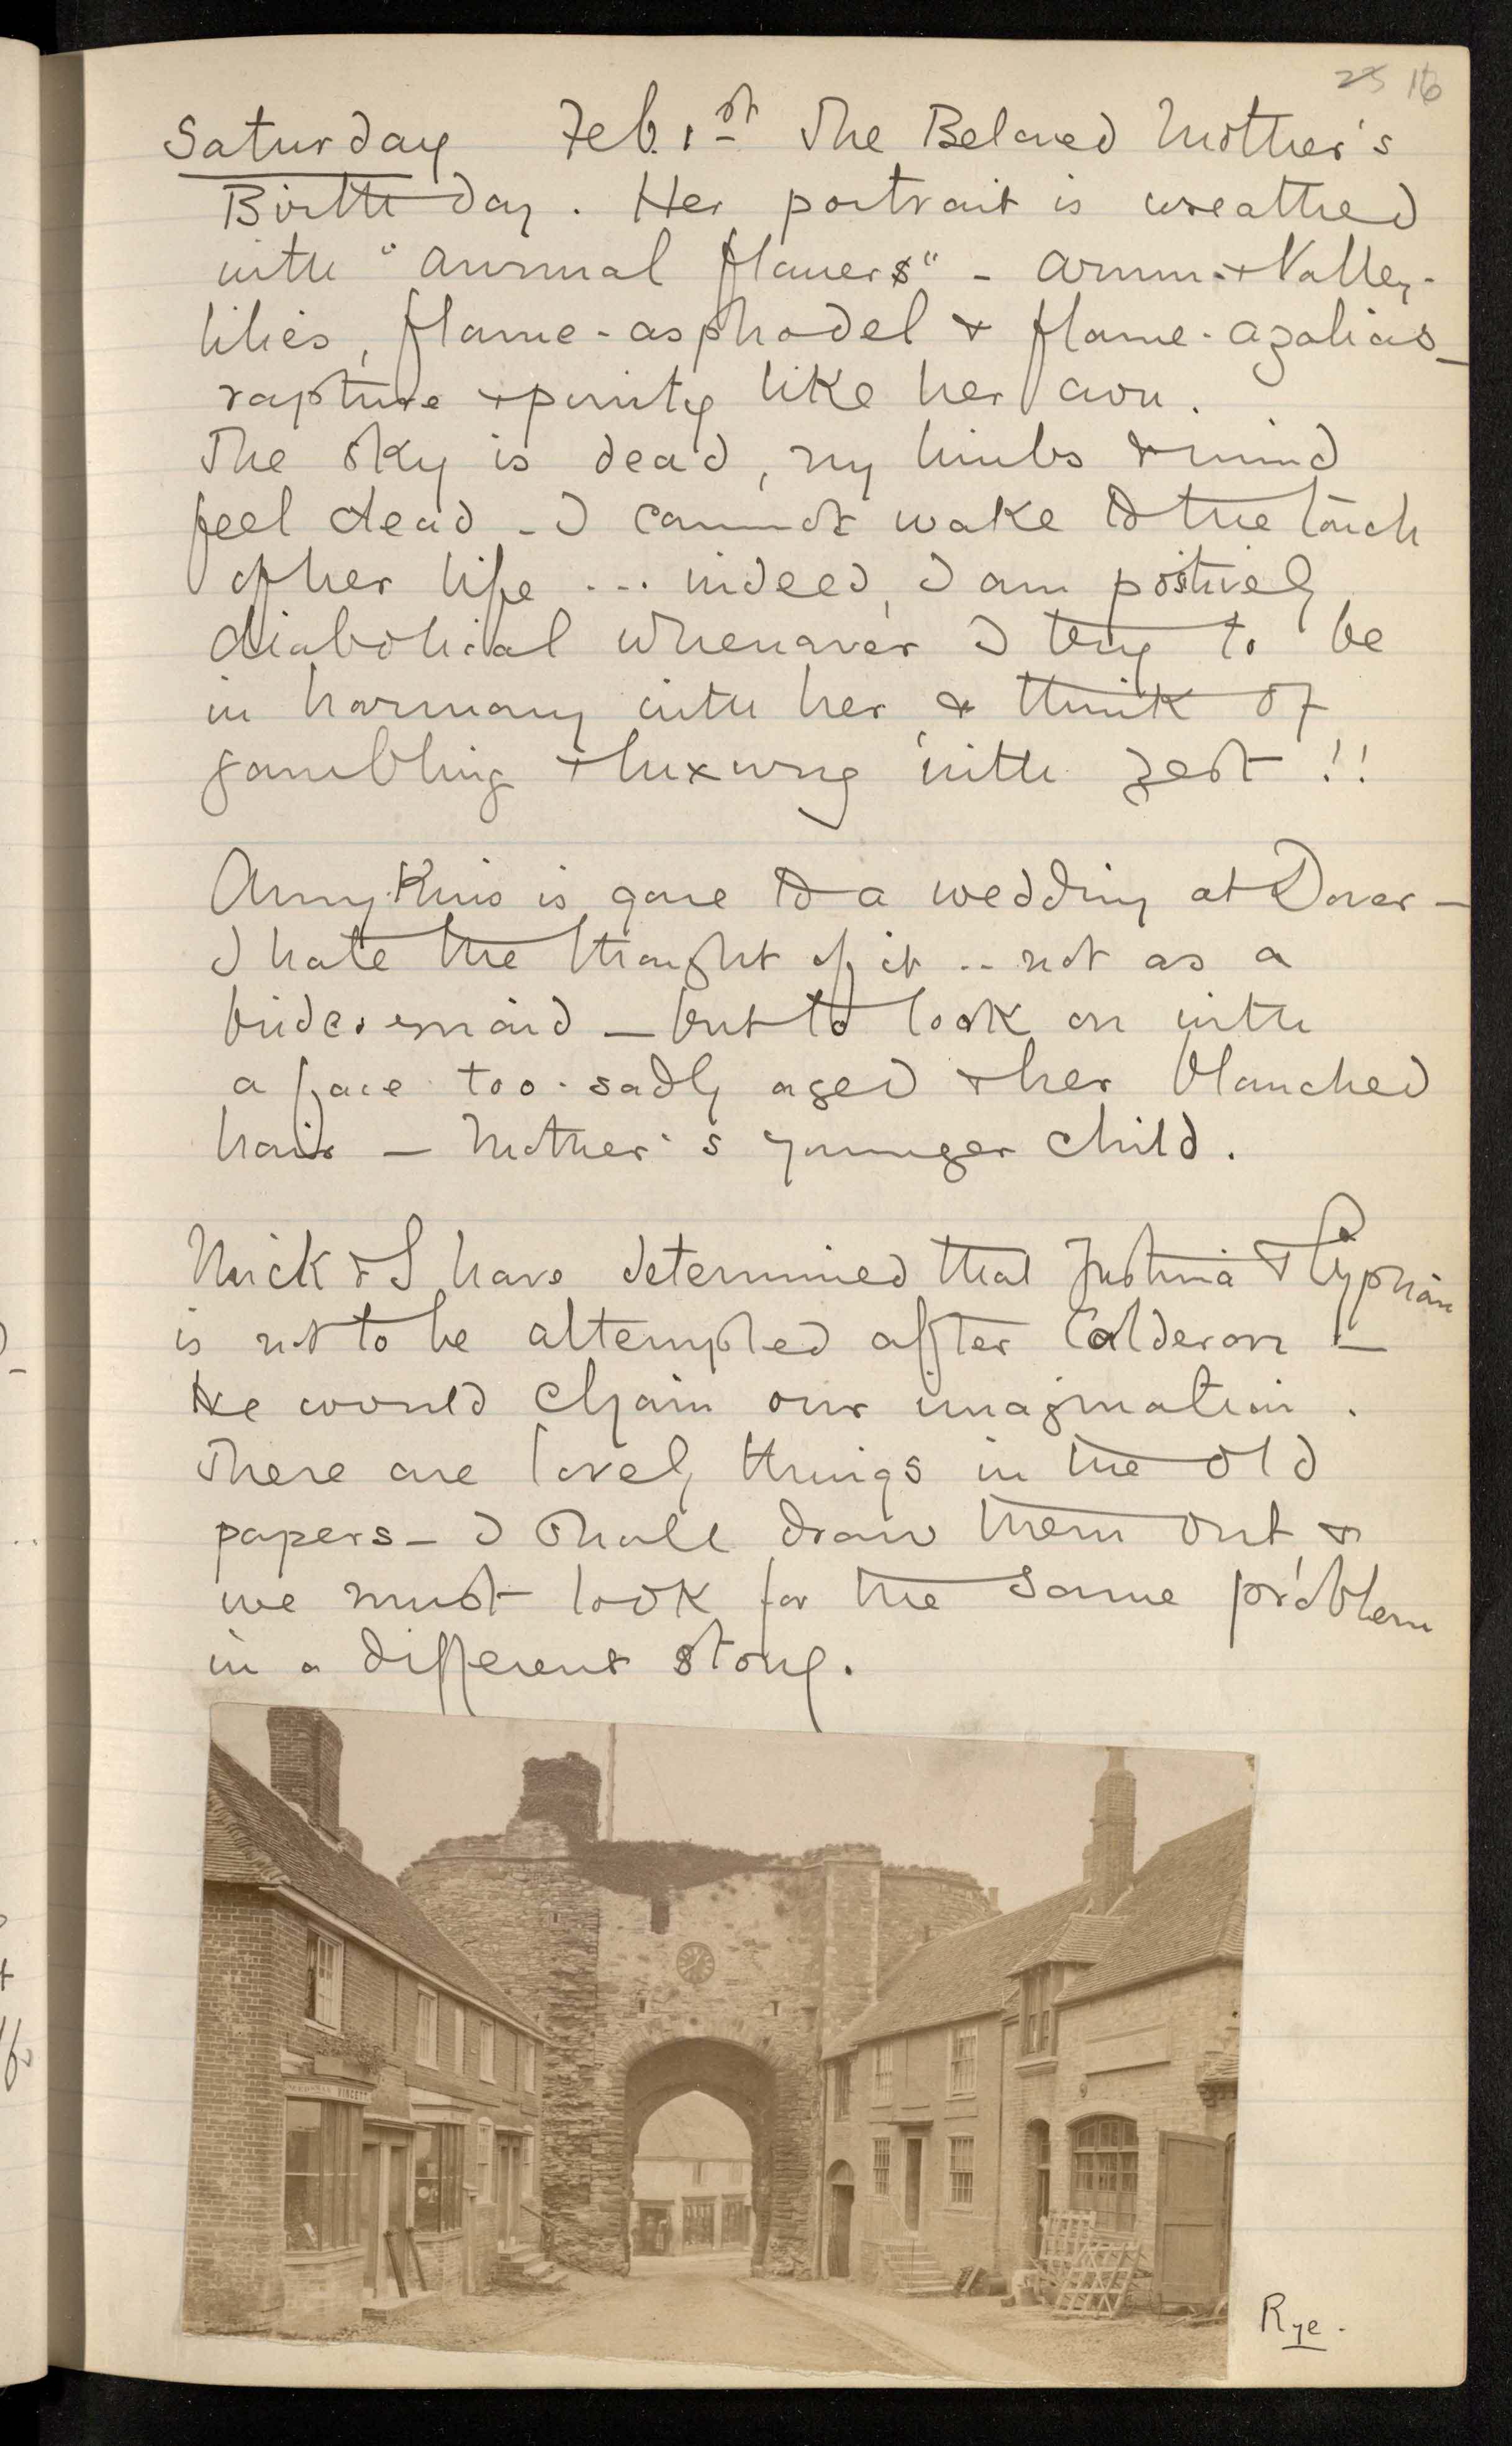 25 16
Saturday Feb. 1st The Beloved Mother's
Birth day. Her portrait is wreathed
with "annual flowers" - arum - & Valley-
lilies, flame-asphodel & flame-azalias -
rapture & purity like her own.
The sky is dead, my limbs & mind
feel dead - I cannot wake to the touch
of her life ... indeed, I am positively
diabolical whenever I try to be
in harmony with her, & think of
gambling & luxury with zest!!
Amykins is gone to a wedding at Dover -
I hate the thought of it .. not as a
bridesmaid - but to look on with
a face too-sadly aged & her blanched
hair - Mother's younger child.
Mick & I have determined that Justina & Cyprian
is not to be attempted after Calderon -
He would chain our imagination.
There are lovely things in the old
papers - I shall draw them out, &
we must look for the same problem
in a different story.
VINCETT
Rye.